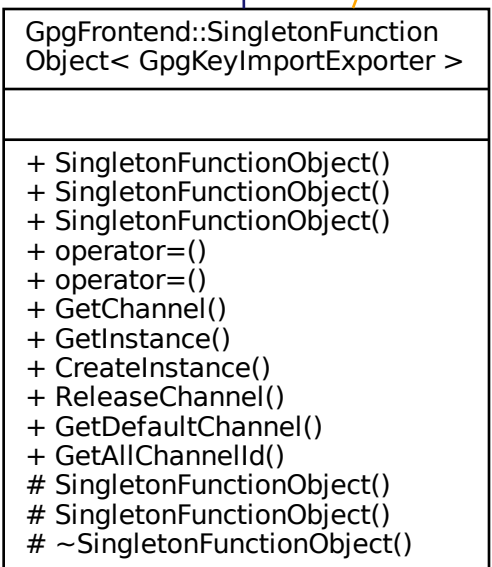 GpgFrontend::SingletonFunction
Object< GpgKeyImportExporter >
+ SingletonFunctionObject()
+ SingletonFunctionObject()
+ SingletonFunctionObject()
+ operator=()
+ operator=()
+ GetChannel()
+ GetInstance()
+ CreateInstance()
+ ReleaseChannel()
+ GetDefaultChannel()
+ GetAllChannelId()
# SingletonFunctionObject()
# SingletonFunctionObject()
# ~SingletonFunctionObject()